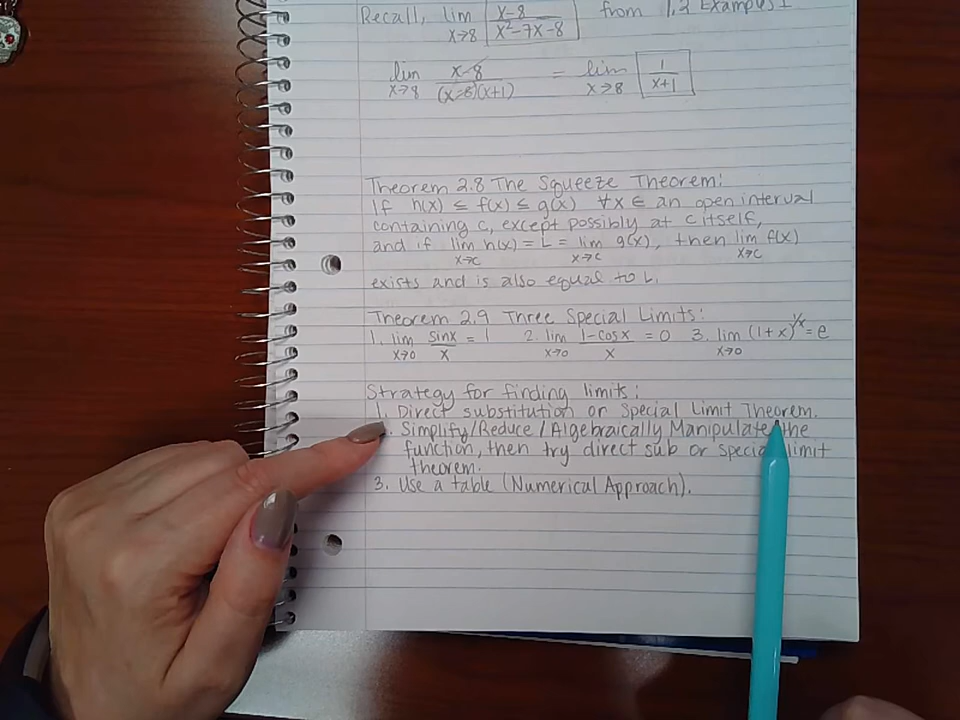 Recall, lim x-8 from 1.2 Example 1
x→8 x²-7x-8
lim x-8 = lim 1
x→8 (x-8)(x+1) x→8 x+1
Theorem 2.8 The Squeeze Theorem:
If h(x) ≤ f(x) ≤ g(x) ∀x ∈ an open interval
containing c, except possibly at c itself,
and if lim h(x) = L = lim g(x), then lim f(x)
x→c x→c x→c
exists and is also equal to L.
Theorem 2.9 Three Special Limits:
1. lim sinx = 1 2. lim 1-cosx = 0 3. lim (1+x)^1/x = e
x→0 x x→0 x x→0
Strategy for finding limits:
1. Direct substitution or Special Limit Theorem.
. Simplify/Reduce/Algebraically Manipulate the
function, then try direct sub or special limit
theorem.
3. Use a table (Numerical Approach).